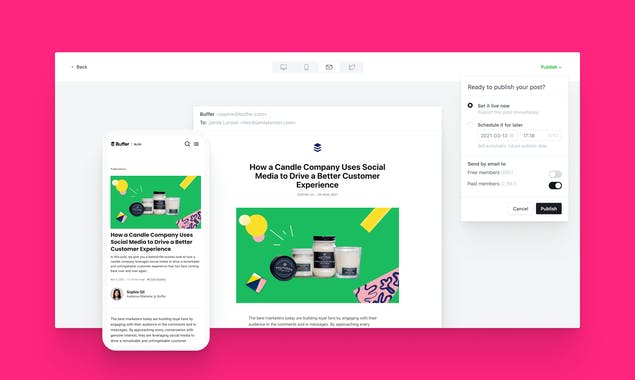 Back
Publish
Ready to publish your post?
Set it live now
Publish this post immediately
Schedule it for later
2021-03-13
17:19
Set automatic future publish date
Send by email to
Free members
Paid members
Cancel
Publish
Buffer
To: Jamie Larson <hey@jamielarson.com>
How a Candle Company Uses Social
Media to Drive a Better Customer
Experience
Buffer
BLOG
How a Candle Company Uses
Social Media to Drive a Better
Customer Experience
Sophie Gil
Audience Marketer @ Buffer
The best marketers today are building loyal fans by
engaging with their audience in the comments and in
messages. By approaching every conversation with
genuine interest, they are leveraging social media to
drive a remarkable and unforgettable customer
The best marketers today are building loyal fans by engaging with their
audience in the comments and in messages. By approaching every